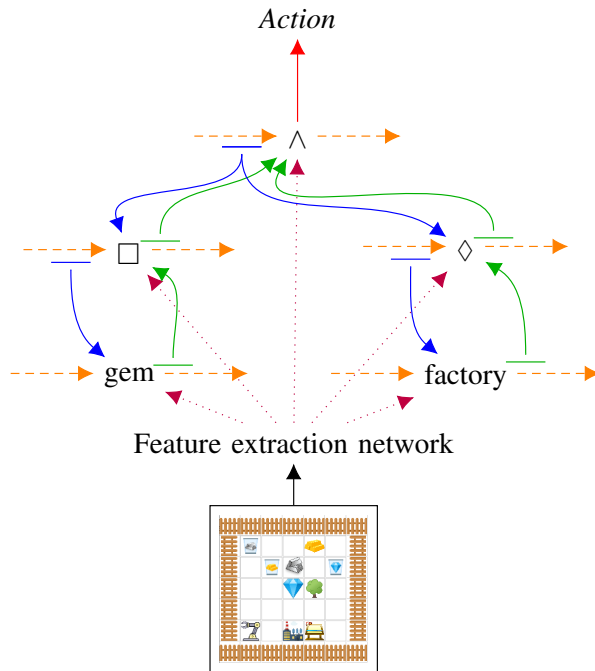 Action
∧
□ ◇
gem factory
Feature extraction network